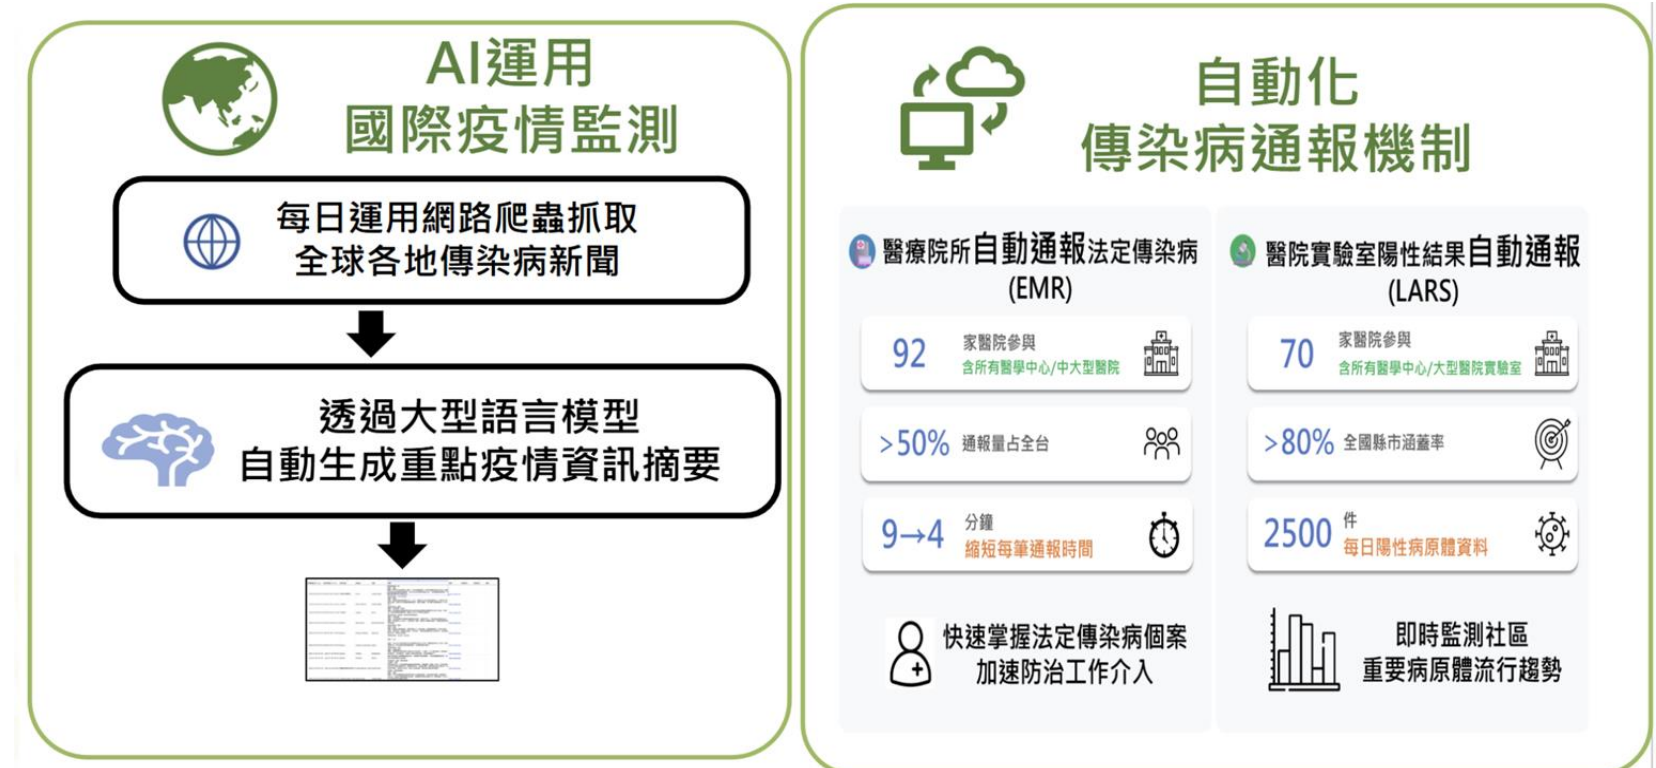 AI運用
國際疫情監測
每日運用網路爬蟲抓取
全球各地傳染病新聞
透過大型語言模型
自動生成重點疫情資訊摘要
自動化
傳染病通報機制
醫療院所自動通報法定傳染病
(EMR)
92
家醫院參與
含所有醫學中心/中大型醫院
>50%
通報量占全台
9→4
分鐘
縮短每筆通報時間
快速掌握法定傳染病個案
加速防治工作介入
醫院實驗室陽性結果自動通報
(LARS)
70
家醫院參與
含所有醫學中心/大型醫院實驗室
>80%
全國縣市涵蓋率
2500
件
每日陽性病原體資料
即時監測社區
重要病原體流行趨勢